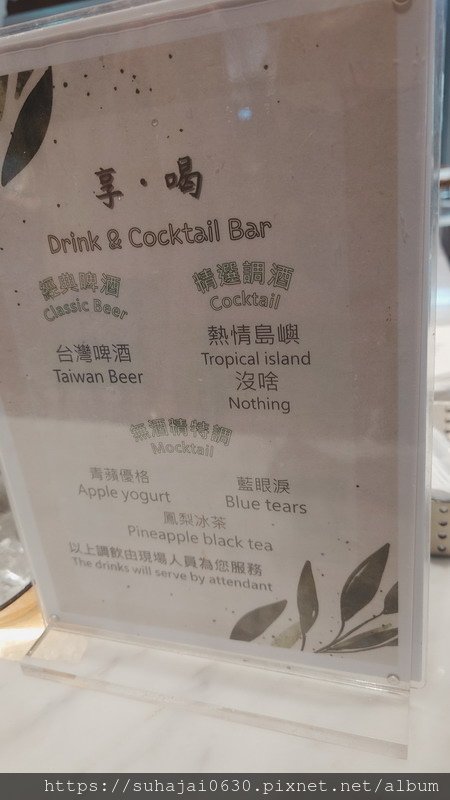 享·喝
Drink & Cocktail Bar
經典啤酒
Classic Beer
台灣啤酒
Taiwan Beer
精選調酒
Cocktail
熱情島嶼
Tropical island
沒啥
Nothing
無酒精特調
Mocktail
青蘋優格
Apple yogurt
藍眼淚
Blue tears
鳳梨冰茶
Pineapple black tea
以上調飲由現場人員為您服務
The drinks will serve by attendant
https://suhajai0630.pixnet.net/album